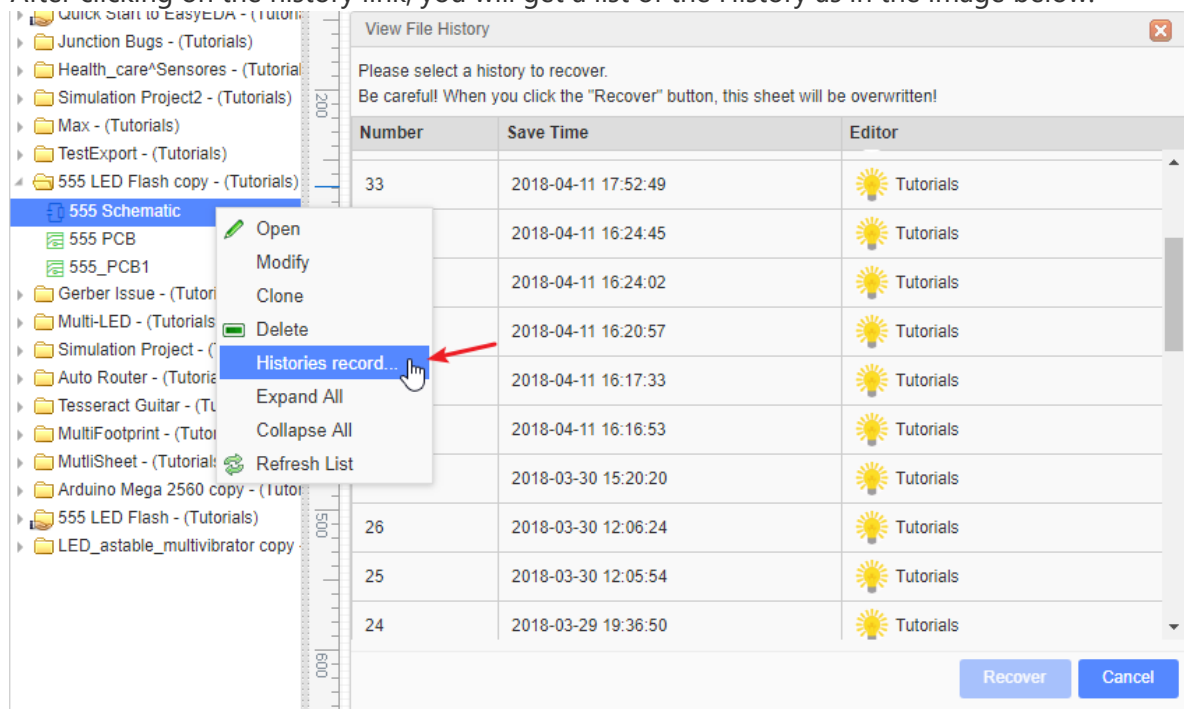 After clicking on the history link, you will get a list of the History as in the image below.
Quick Start to EasyEDA - (Tutoria
Junction Bugs - (Tutorials)
Health_care^Sensores - (Tutorial
Simulation Project2 - (Tutorials)
Max - (Tutorials)
TestExport - (Tutorials)
555 LED Flash copy - (Tutorials)
555 Schematic
555 PCB
555_PCB1
Gerber Issue - (Tutori
Multi-LED - (Tutorials
Simulation Project - (
Auto Router - (Tutoria
Tesseract Guitar - (Tu
MultiFootprint - (Tutor
MutliSheet - (Tutorials
Arduino Mega 2560 copy - (Tutor
555 LED Flash - (Tutorials)
LED_astable_multivibrator copy -
Open
Modify
Clone
Delete
Histories record...
Expand All
Collapse All
Refresh List
200
500
600
View File History
Please select a history to recover.
Be careful! When you click the "Recover" button, this sheet will be overwritten!
Number Save Time Editor
33 2018-04-11 17:52:49 Tutorials
2018-04-11 16:24:45 Tutorials
2018-04-11 16:24:02 Tutorials
2018-04-11 16:20:57 Tutorials
2018-04-11 16:17:33 Tutorials
2018-04-11 16:16:53 Tutorials
2018-03-30 15:20:20 Tutorials
26 2018-03-30 12:06:24 Tutorials
25 2018-03-30 12:05:54 Tutorials
24 2018-03-29 19:36:50 Tutorials
Recover Cancel